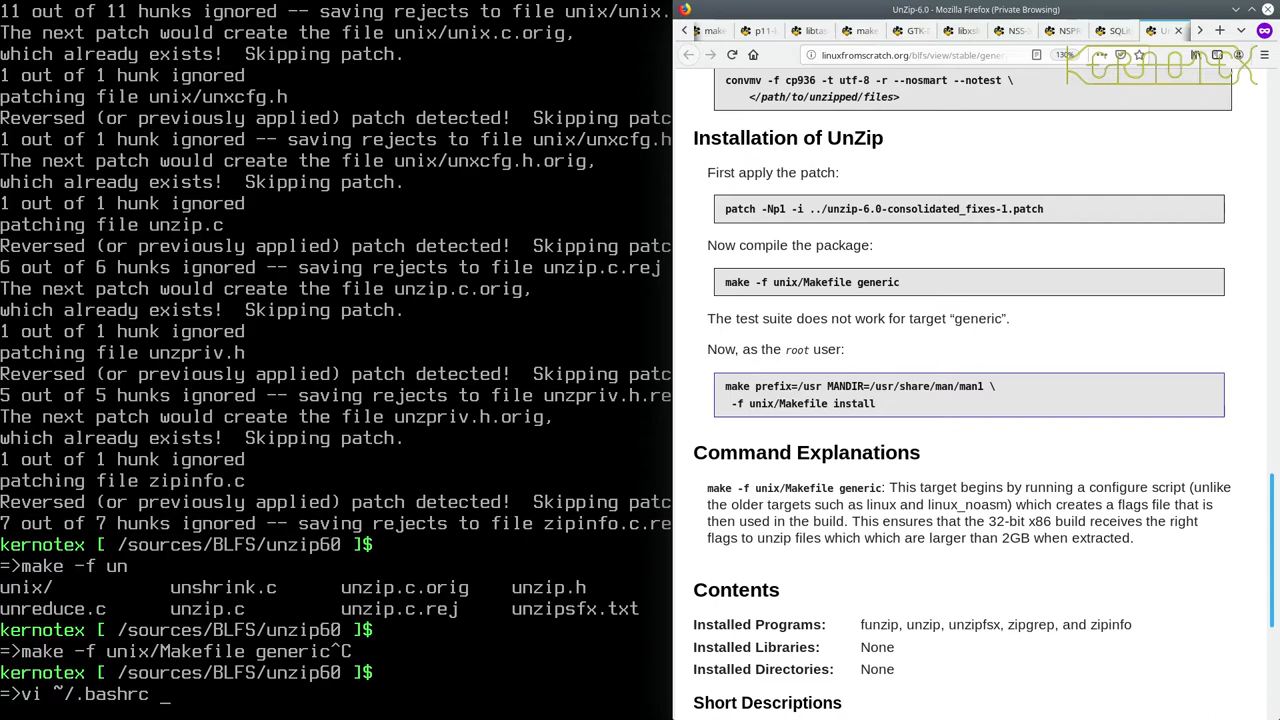 11 out of 11 hunks ignored -- saving rejects to file unix/unix.
The next patch would create the file unix/unix.c.orig,
which already exists!  Skipping patch.
1 out of 1 hunk ignored
patching file unix/unxcfg.h
Reversed (or previously applied) patch detected!  Skipping patc
1 out of 1 hunk ignored -- saving rejects to file unix/unxcfg.h
The next patch would create the file unix/unxcfg.h.orig,
which already exists!  Skipping patch.
1 out of 1 hunk ignored
patching file unzip.c
Reversed (or previously applied) patch detected!  Skipping patc
6 out of 6 hunks ignored -- saving rejects to file unzip.c.rej
The next patch would create the file unzip.c.orig,
which already exists!  Skipping patch.
1 out of 1 hunk ignored
patching file unzpriv.h
Reversed (or previously applied) patch detected!  Skipping patc
5 out of 5 hunks ignored -- saving rejects to file unzpriv.h.re
The next patch would create the file unzpriv.h.orig,
which already exists!  Skipping patch.
1 out of 1 hunk ignored
patching file zipinfo.c
Reversed (or previously applied) patch detected!  Skipping patc
7 out of 7 hunks ignored -- saving rejects to file zipinfo.c.re
kernotex [ /sources/BLFS/unzip60 ]$
=>make -f un
unix/ unshrink.c unzip.c.orig unzip.h
unreduce.c unzip.c unzip.c.rej unzipsfx.txt
kernotex [ /sources/BLFS/unzip60 ]$
=>make -f unix/Makefile generic^C
kernotex [ /sources/BLFS/unzip60 ]$
=>vi ~/.bashrc _
UnZip-6.0 - Mozilla Firefox (Private Browsing)
make p11- libtas make GTK- libxsl NSS- NSPR SQLi Un
linuxfromscratch.org/blfs/view/stable/gener 130%
KERNOTEX
convmv -f cp936 -t utf-8 -r --nosmart --notest \
</path/to/unzipped/files>
Installation of UnZip
First apply the patch:
patch -Np1 -i ../unzip-6.0-consolidated_fixes-1.patch
Now compile the package:
make -f unix/Makefile generic
The test suite does not work for target “generic”.
Now, as the root user:
make prefix=/usr MANDIR=/usr/share/man/man1 \
-f unix/Makefile install
Command Explanations
make -f unix/Makefile generic: This target begins by running a configure script (unlike
the older targets such as linux and linux_noasm) which creates a flags file that is
then used in the build. This ensures that the 32-bit x86 build receives the right
flags to unzip files which which are larger than 2GB when extracted.
Contents
Installed Programs: funzip, unzip, unzipfsx, zipgrep, and zipinfo
Installed Libraries: None
Installed Directories: None
Short Descriptions